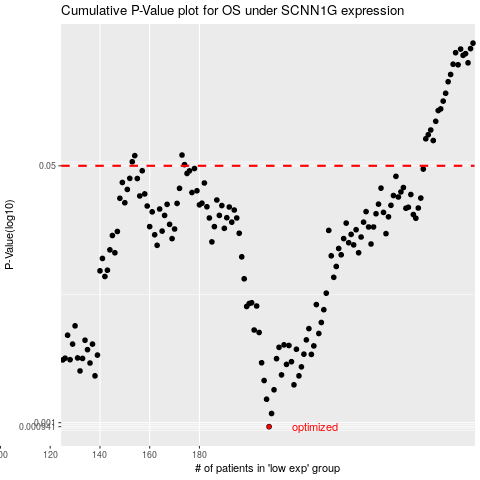 Cumulative P-Value plot for OS under SCNN1G expression
P-Value(log10)
0.05
0.001
0.000941
optimized
00 120 140 160 180
# of patients in 'low exp' group